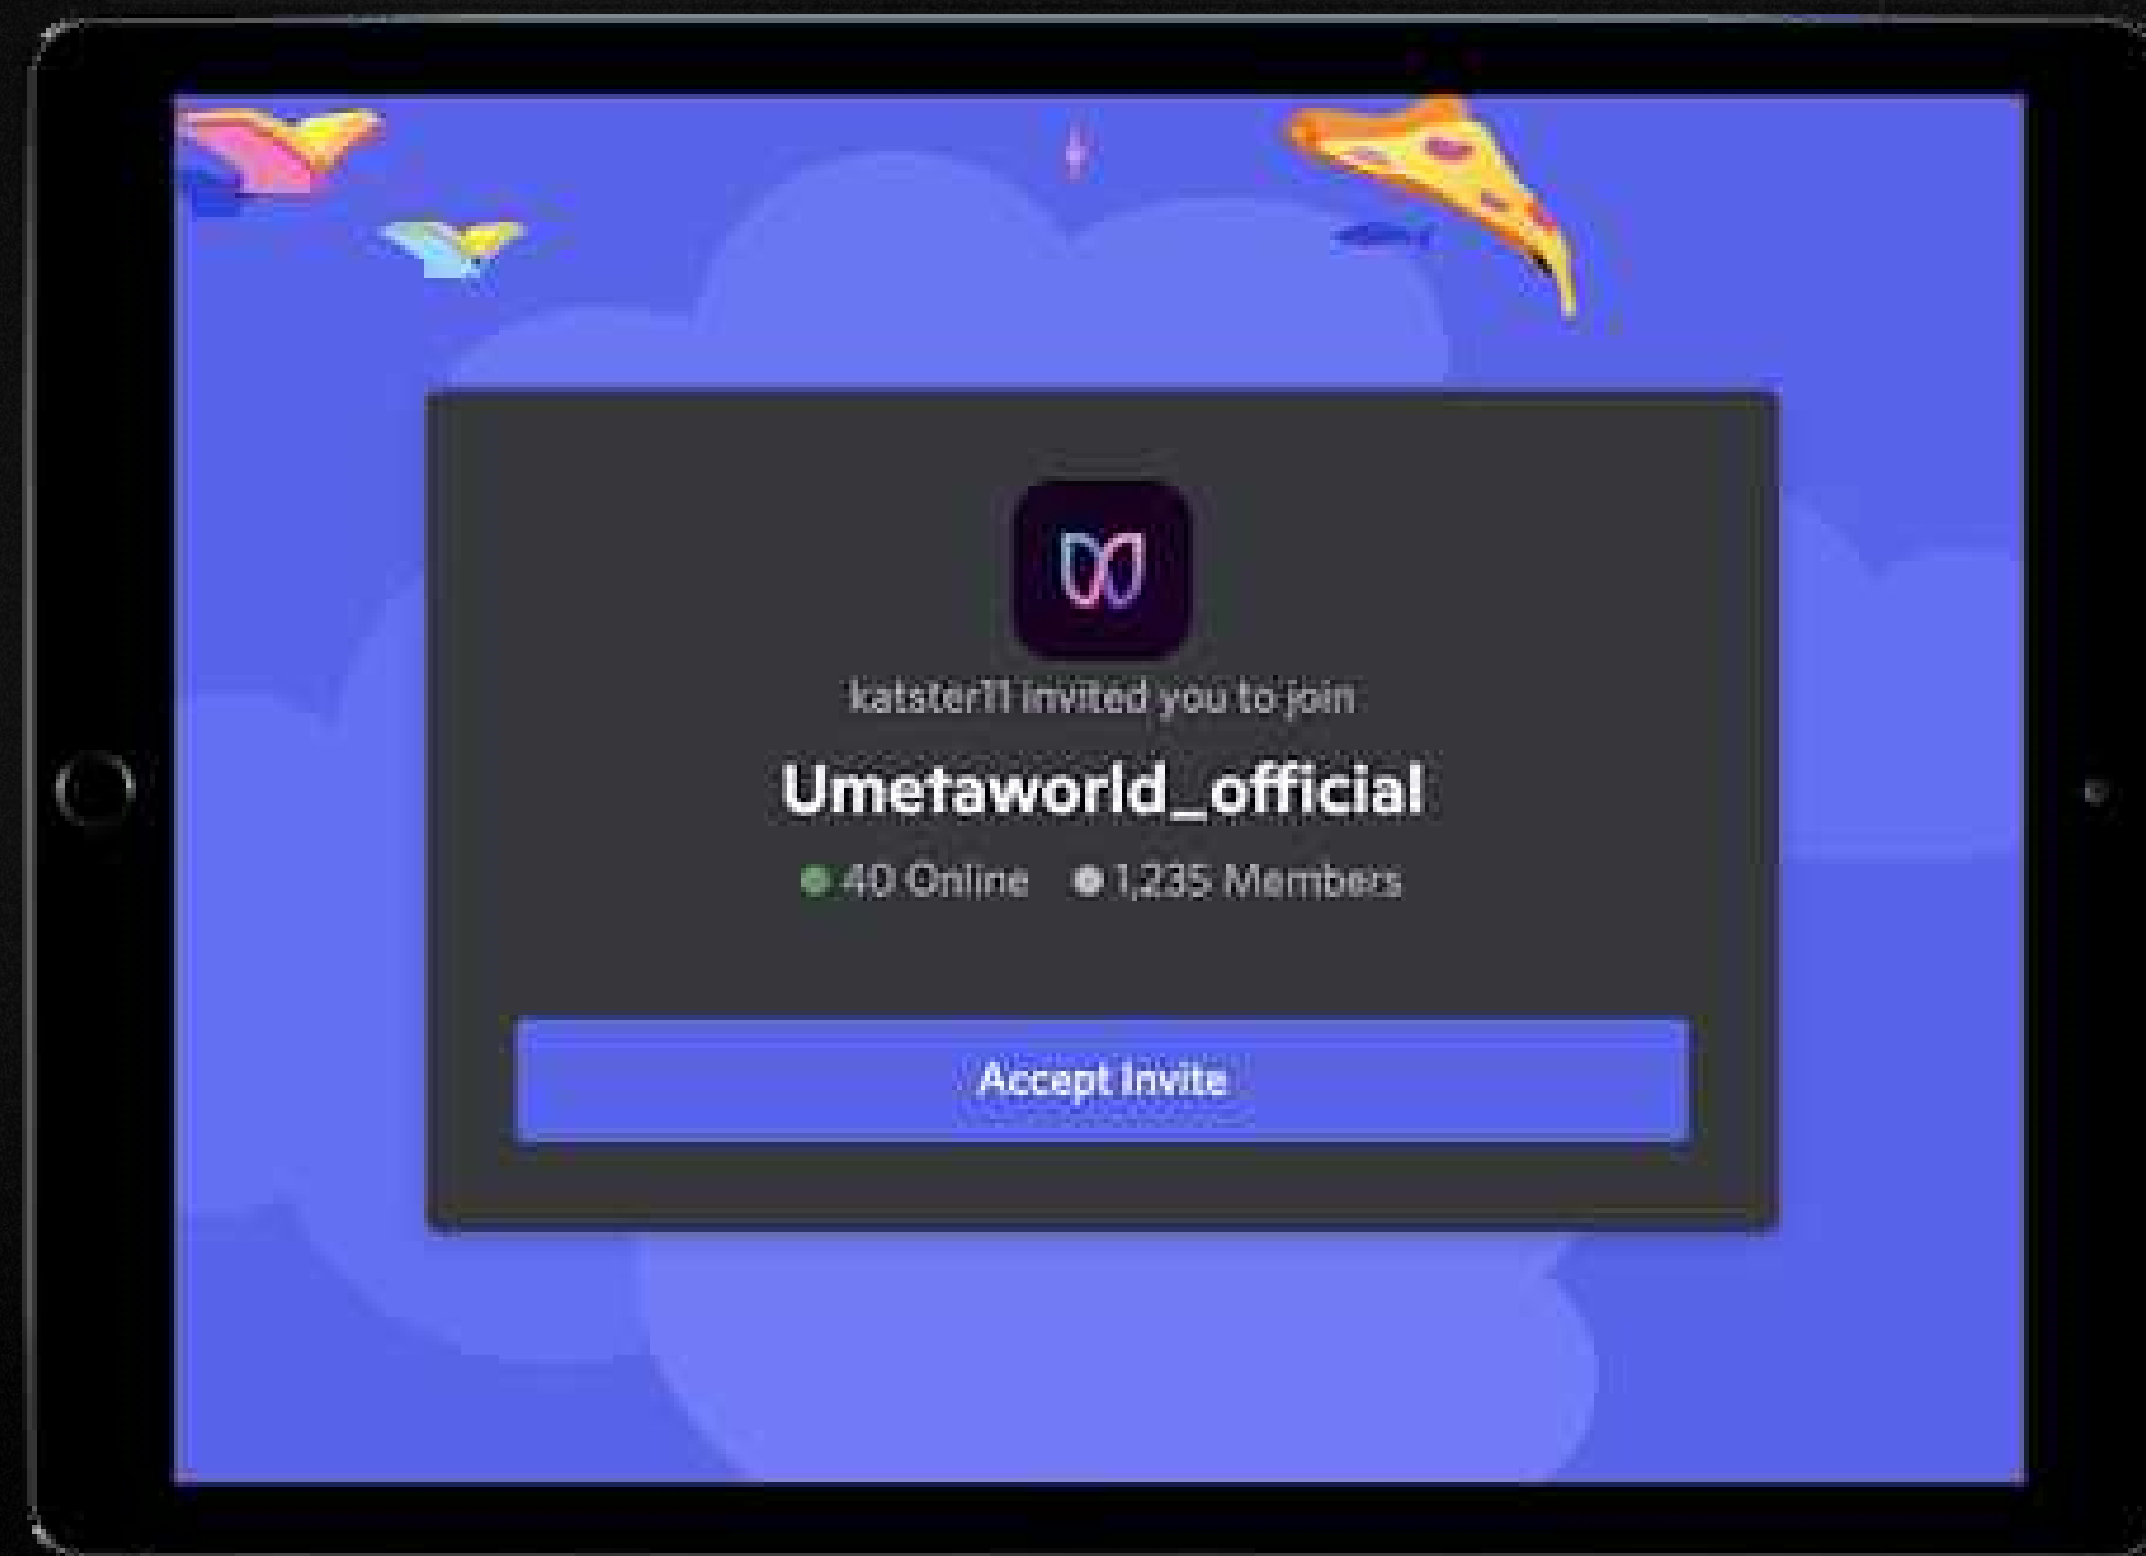 katster11 invited you to join
Umetaworld_official
40 Online 1,235 Members
Accept Invite